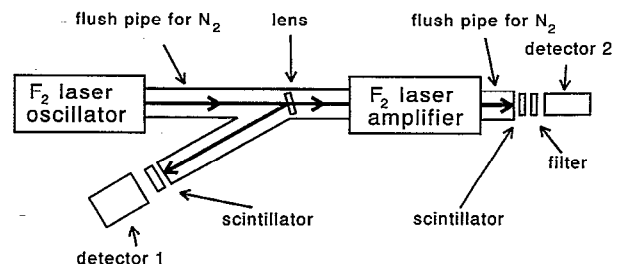 flush pipe for N2
lens
flush pipe for N2
detector 2
F2 laser
oscillator
F2 laser
amplifier
filter
scintillator
scintillator
detector 1